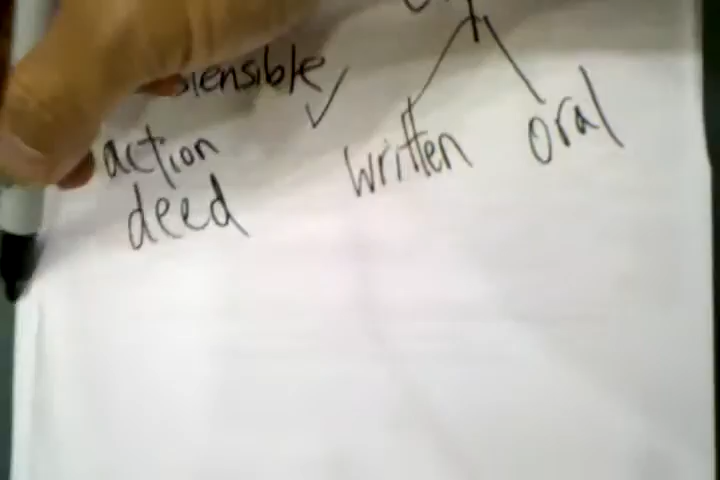 action
deed
written
oral